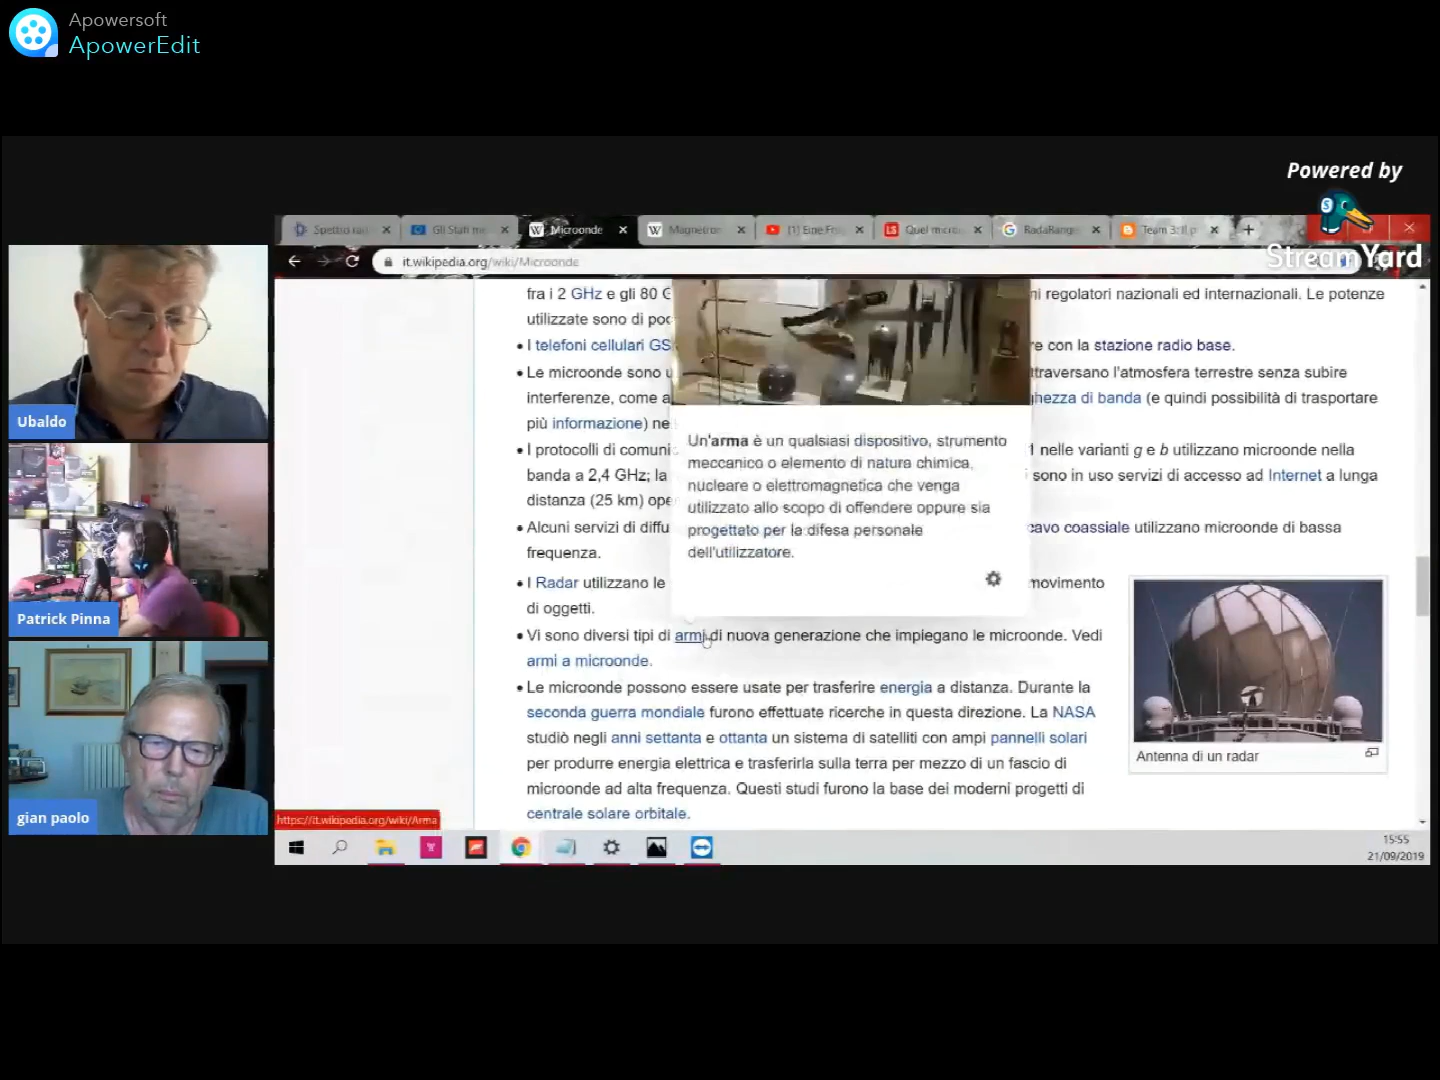 Apowersoft
ApowerEdit
Powered by
StreamYard
Microonde
it.wikipedia.org/wiki/Microonde
fra i 2 GHz e gli 80 G
ni regolatori nazionali ed internazionali. Le potenze
utilizzate sono di poc
I telefoni cellulari GS
re con la stazione radio base.
Le microonde sono u
ttraversano l'atmosfera terrestre senza subire
interferenze, come a
hezza di banda (e quindi possibilità di trasportare
più informazione) ne
I protocolli di comuni
1 nelle varianti g e b utilizzano microonde nella
banda a 2,4 GHz; la
i sono in uso servizi di accesso ad Internet a lunga
distanza (25 km) ope
Alcuni servizi di diffu
cavo coassiale utilizzano microonde di bassa
frequenza.
I Radar utilizzano le
movimento
di oggetti.
Un'arma è un qualsiasi dispositivo, strumento
meccanico o elemento di natura chimica,
nucleare o elettromagnetica che venga
utilizzato allo scopo di offendere oppure sia
progettato per la difesa personale
dell'utilizzatore.
Vi sono diversi tipi di armi di nuova generazione che impiegano le microonde. Vedi
armi a microonde.
Le microonde possono essere usate per trasferire energia a distanza. Durante la
seconda guerra mondiale furono effettuate ricerche in questa direzione. La NASA
studiò negli anni settanta e ottanta un sistema di satelliti con ampi pannelli solari
per produrre energia elettrica e trasferirla sulla terra per mezzo di un fascio di
microonde ad alta frequenza. Questi studi furono la base dei moderni progetti di
centrale solare orbitale.
Antenna di un radar
Ubaldo
Patrick Pinna
gian paolo
https://it.wikipedia.org/wiki/Arma
15:55
21/09/2019